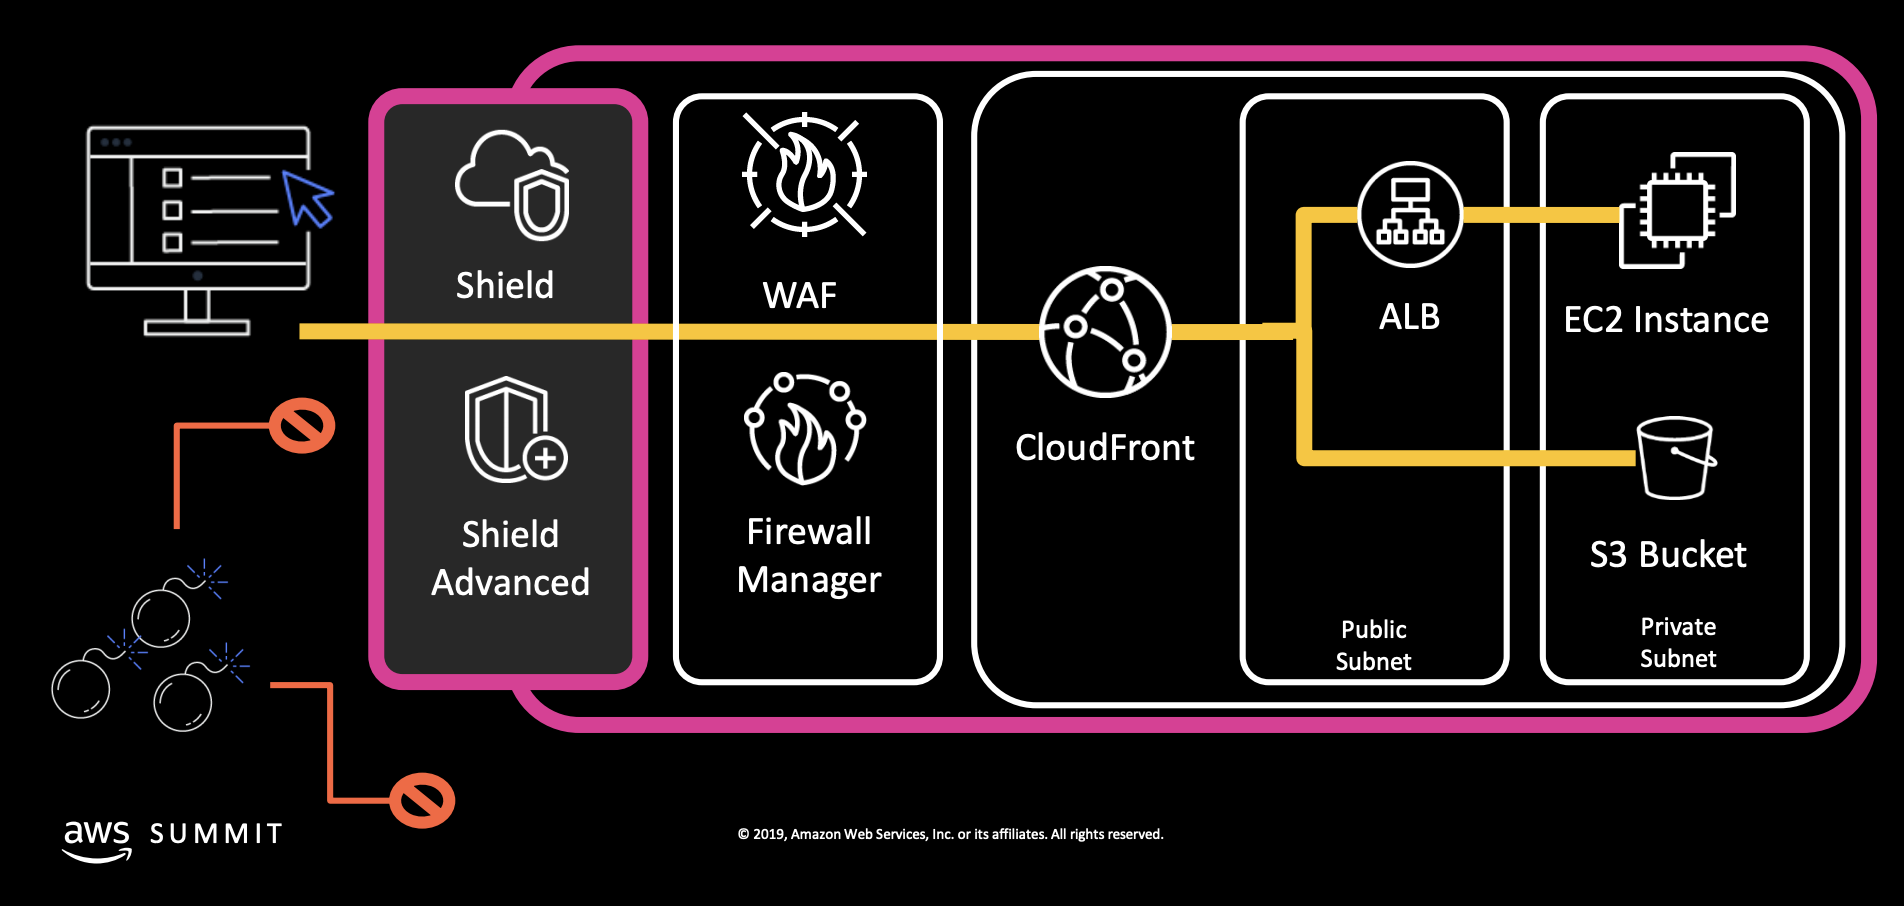 Shield
Shield
Advanced
WAF
Firewall
Manager
CloudFront
ALB
Public
Subnet
EC2 Instance
S3 Bucket
Private
Subnet
aws SUMMIT
© 2019, Amazon Web Services, Inc. or its affiliates. All rights reserved.